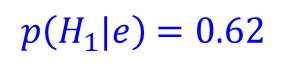 p(H₁|e) = 0.62